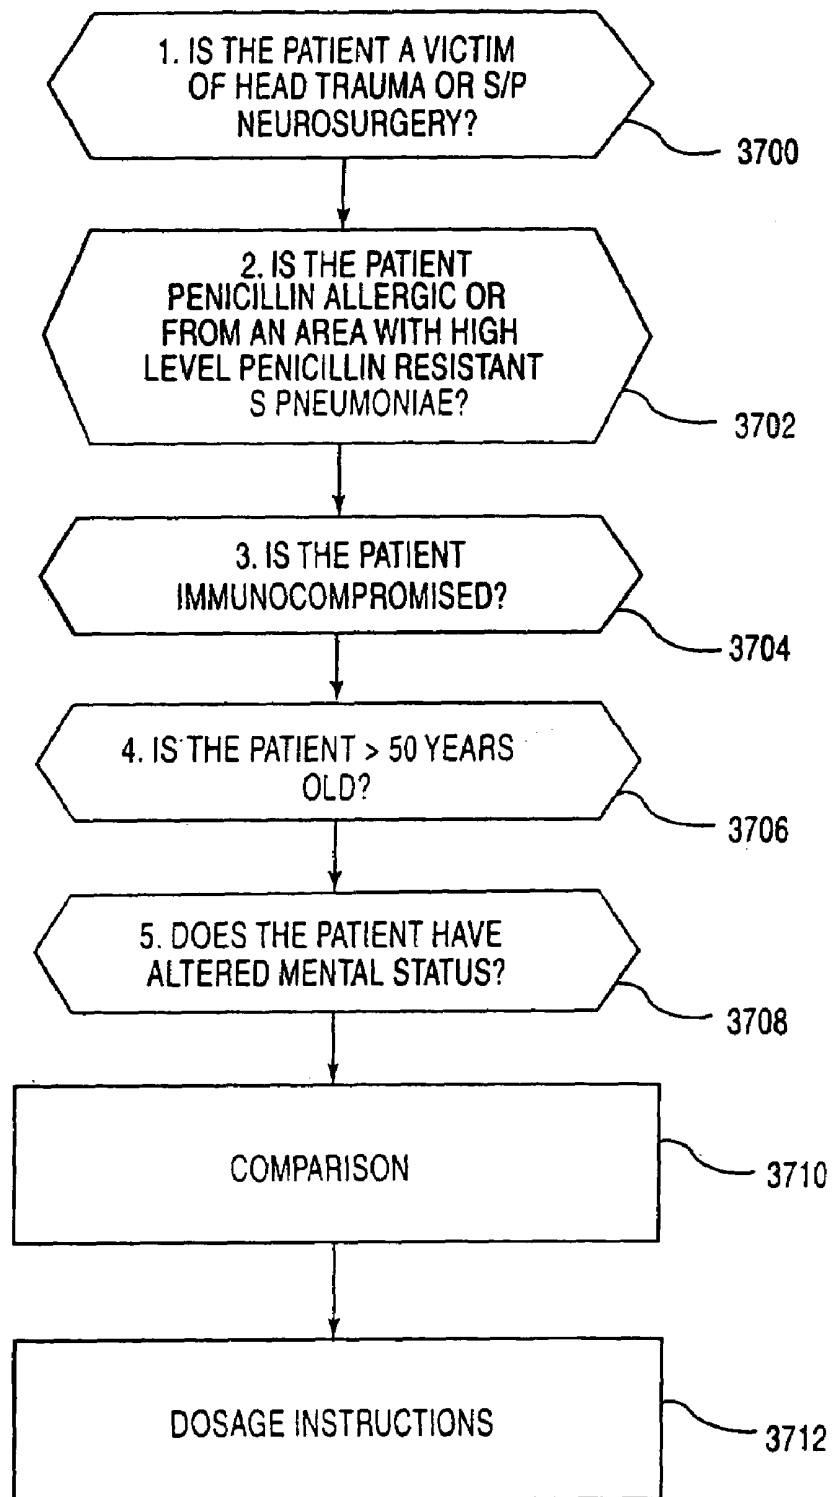 1. IS THE PATIENT A VICTIM
OF HEAD TRAUMA OR S/P
NEUROSURGERY?
3700
2. IS THE PATIENT
PENICILLIN ALLERGIC OR
FROM AN AREA WITH HIGH
LEVEL PENICILLIN RESISTANT
S PNEUMONIAE?
3702
3. IS THE PATIENT
IMMUNOCOMPROMISED?
3704
4. IS THE PATIENT > 50 YEARS
OLD?
3706
5. DOES THE PATIENT HAVE
ALTERED MENTAL STATUS?
3708
COMPARISON
3710
DOSAGE INSTRUCTIONS
3712